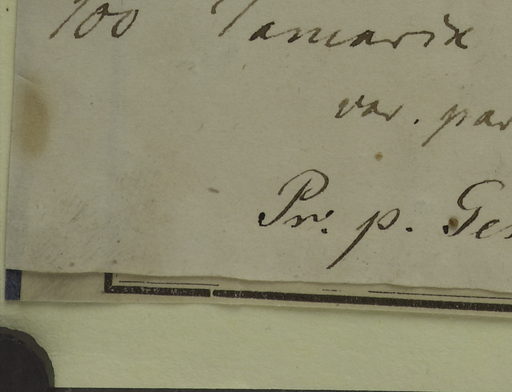 100 Tamarix
var. par
Pr. p. Ge